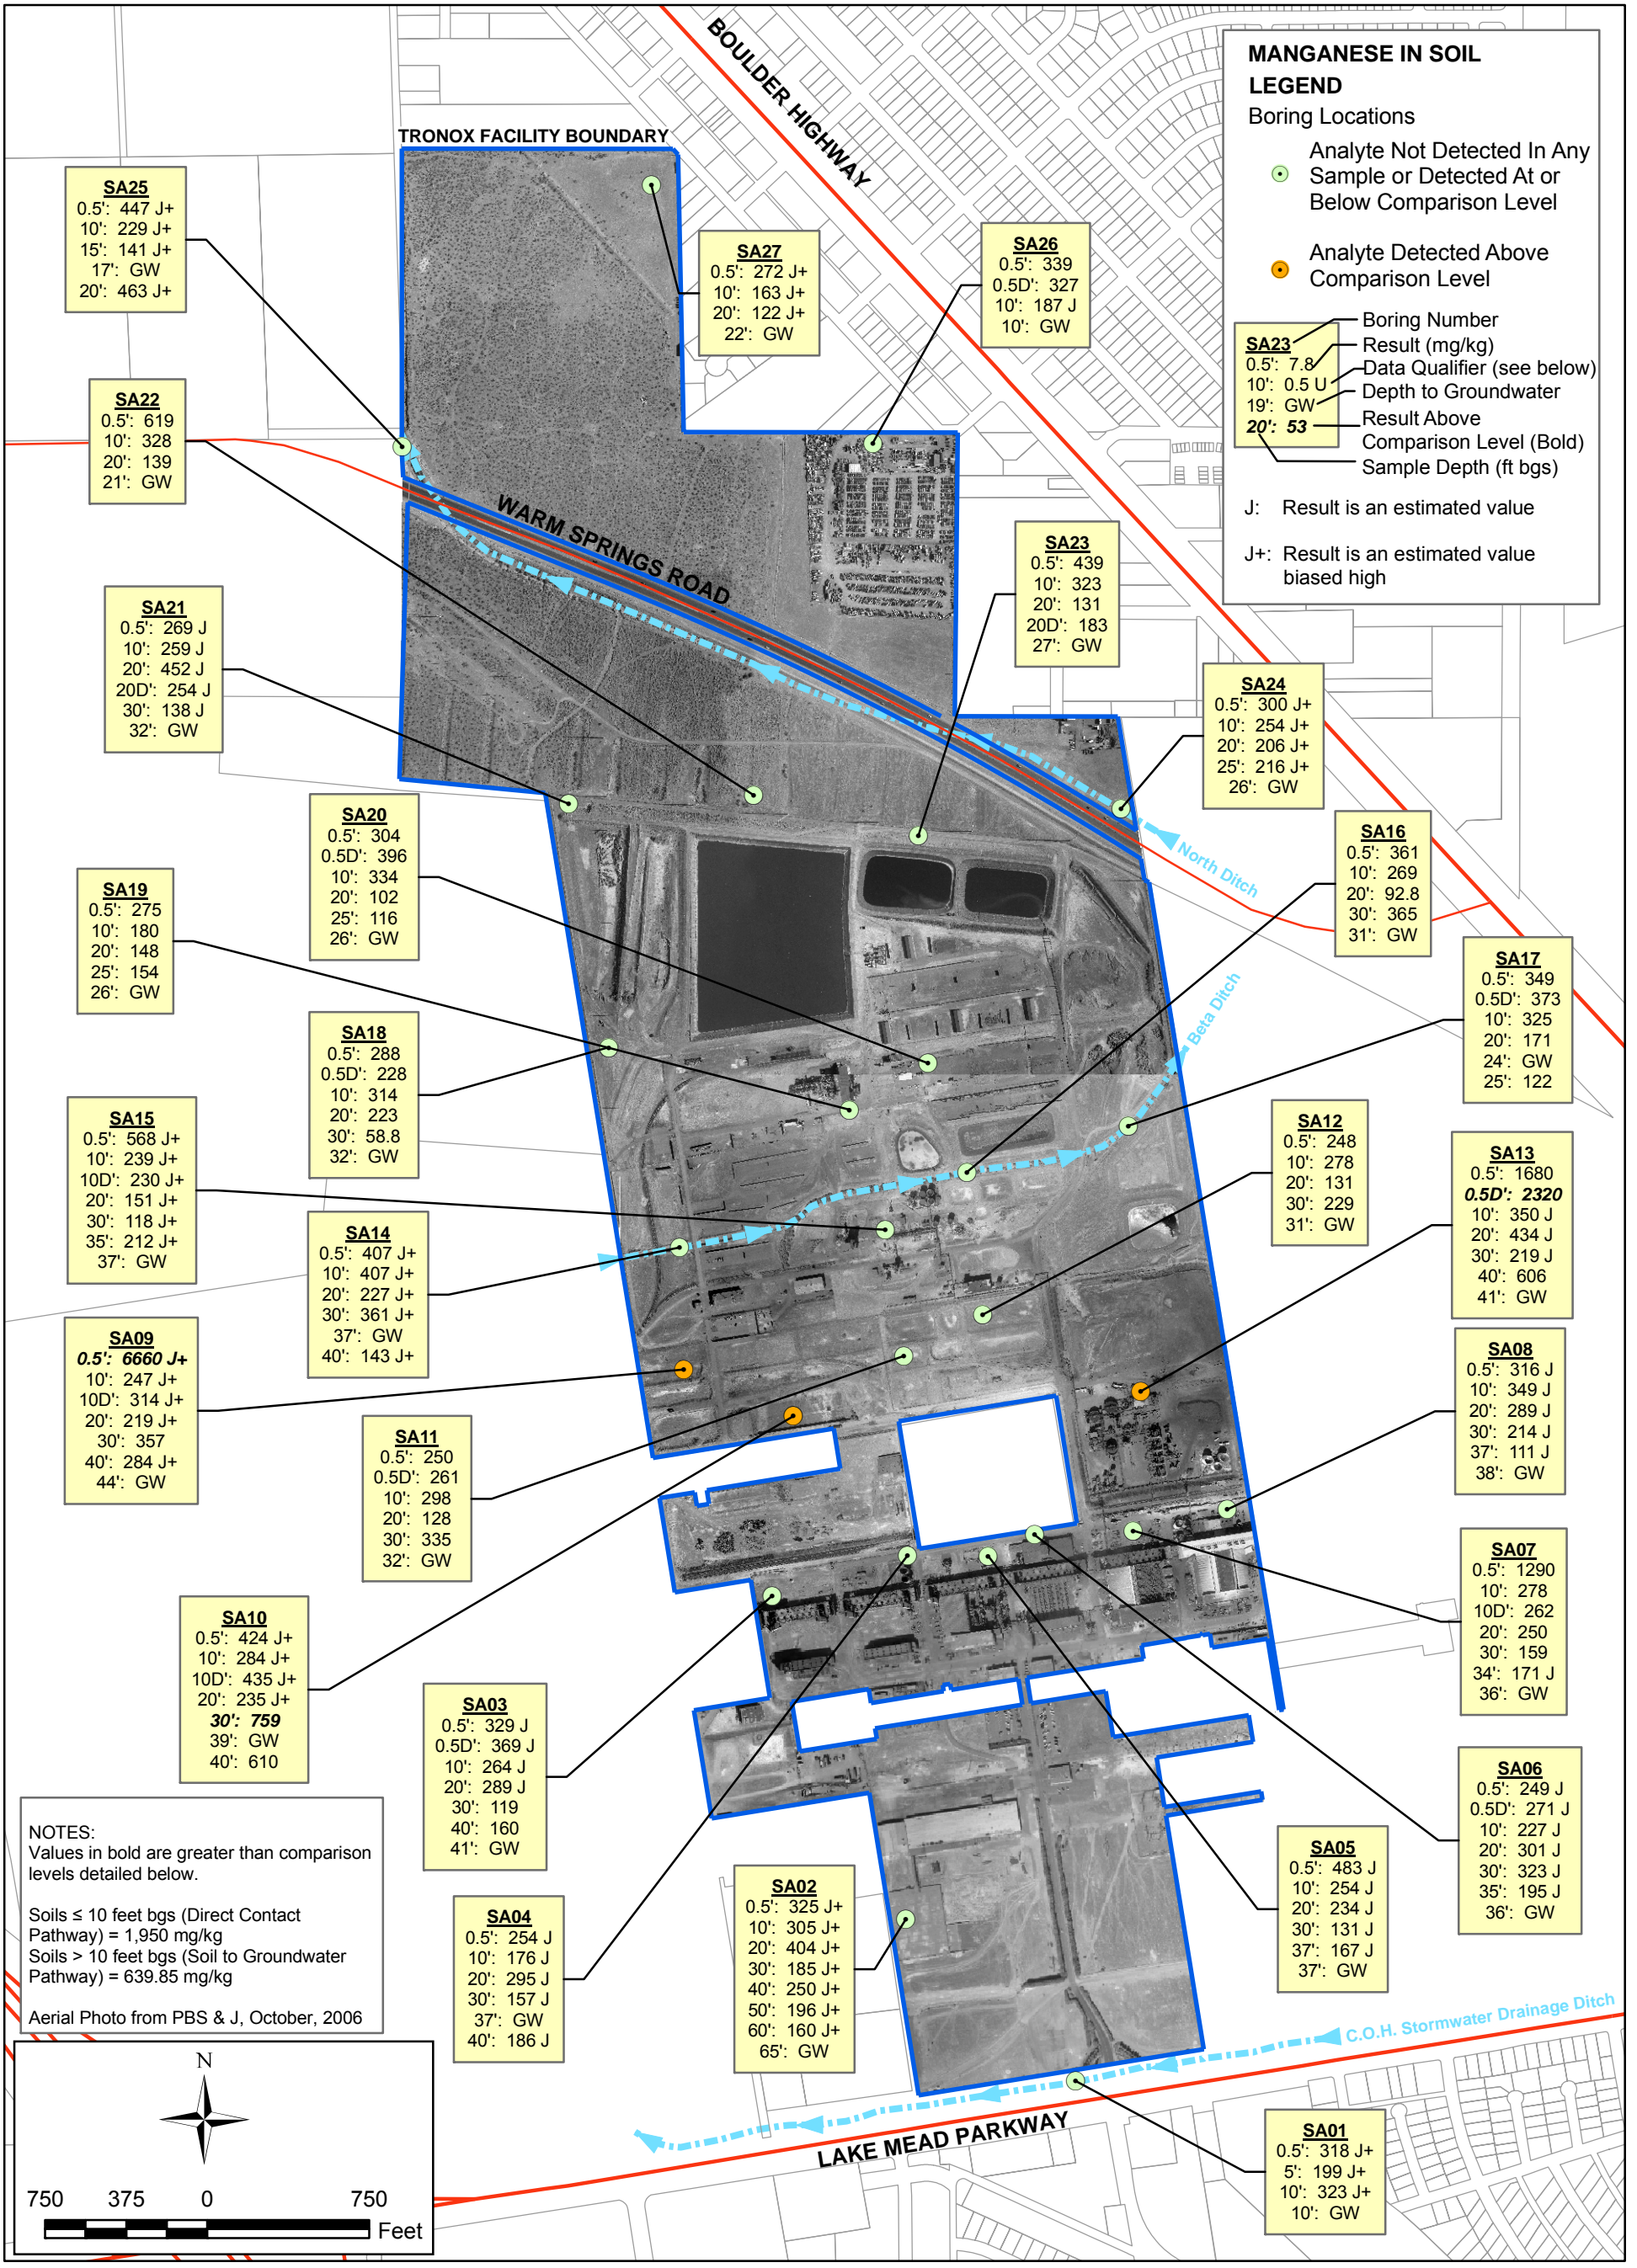 BOULDER HIGHWAY
TRONOX FACILITY BOUNDARY
MANGANESE IN SOIL
LEGEND
Boring Locations
Analyte Not Detected In Any
Sample or Detected At or
Below Comparison Level
Analyte Detected Above
Comparison Level
SA23
0.5': 7.8
10': 0.5 U
19': GW
20': 53
Boring Number
Result (mg/kg)
Data Qualifier (see below)
Depth to Groundwater
Result Above
Comparison Level (Bold)
Sample Depth (ft bgs)
J: Result is an estimated value
J+: Result is an estimated value
biased high
SA25
0.5': 447 J+
10': 229 J+
15': 141 J+
17': GW
20': 463 J+
SA27
0.5': 272 J+
10': 163 J+
20': 122 J+
22': GW
SA26
0.5': 339
0.5D': 327
10': 187 J
10': GW
SA22
0.5': 619
10': 328
20': 139
21': GW
WARM SPRINGS ROAD
SA23
0.5': 439
10': 323
20': 131
20D': 183
27': GW
SA21
0.5': 269 J
10': 259 J
20': 452 J
20D': 254 J
30': 138 J
32': GW
SA24
0.5': 300 J+
10': 254 J+
20': 206 J+
25': 216 J+
26': GW
SA20
0.5': 304
0.5D': 396
10': 334
20': 102
25': 116
26': GW
SA16
0.5': 361
10': 269
20': 92.8
30': 365
31': GW
North Ditch
SA19
0.5': 275
10': 180
20': 148
25': 154
26': GW
SA17
0.5': 349
0.5D': 373
10': 325
20': 171
24': GW
25': 122
Beta Ditch
SA18
0.5': 288
0.5D': 228
10': 314
20': 223
30': 58.8
32': GW
SA15
0.5': 568 J+
10': 239 J+
10D': 230 J+
20': 151 J+
30': 118 J+
35': 212 J+
37': GW
SA12
0.5': 248
10': 278
20': 131
30': 229
31': GW
SA13
0.5': 1680
0.5D': 2320
10': 350 J
20': 434 J
30': 219 J
40': 606
41': GW
SA14
0.5': 407 J+
10': 407 J+
20': 227 J+
30': 361 J+
37': GW
40': 143 J+
SA09
0.5': 6660 J+
10': 247 J+
10D': 314 J+
20': 219 J+
30': 357
40': 284 J+
44': GW
SA08
0.5': 316 J
10': 349 J
20': 289 J
30': 214 J
37': 111 J
38': GW
SA11
0.5': 250
0.5D': 261
10': 298
20': 128
30': 335
32': GW
SA07
0.5': 1290
10': 278
10D': 262
20': 250
30': 159
34': 171 J
36': GW
SA10
0.5': 424 J+
10': 284 J+
10D': 435 J+
20': 235 J+
30': 759
39': GW
40': 610
SA03
0.5': 329 J
0.5D': 369 J
10': 264 J
20': 289 J
30': 119
40': 160
41': GW
SA06
0.5': 249 J
0.5D': 271 J
10': 227 J
20': 301 J
30': 323 J
35': 195 J
36': GW
NOTES:
Values in bold are greater than comparison
levels detailed below.
Soils ≤ 10 feet bgs (Direct Contact
Pathway) = 1,950 mg/kg
Soils > 10 feet bgs (Soil to Groundwater
Pathway) = 639.85 mg/kg
Aerial Photo from PBS & J, October, 2006
SA05
0.5': 483 J
10': 254 J
20': 234 J
30': 131 J
37': 167 J
37': GW
SA04
0.5': 254 J
10': 176 J
20': 295 J
30': 157 J
37': GW
40': 186 J
SA02
0.5': 325 J+
10': 305 J+
20': 404 J+
30': 185 J+
40': 250 J+
50': 196 J+
60': 160 J+
65': GW
C.O.H. Stormwater Drainage Ditch
LAKE MEAD PARKWAY
SA01
0.5': 318 J+
5': 199 J+
10': 323 J+
10': GW
N
750 375 0 750
Feet